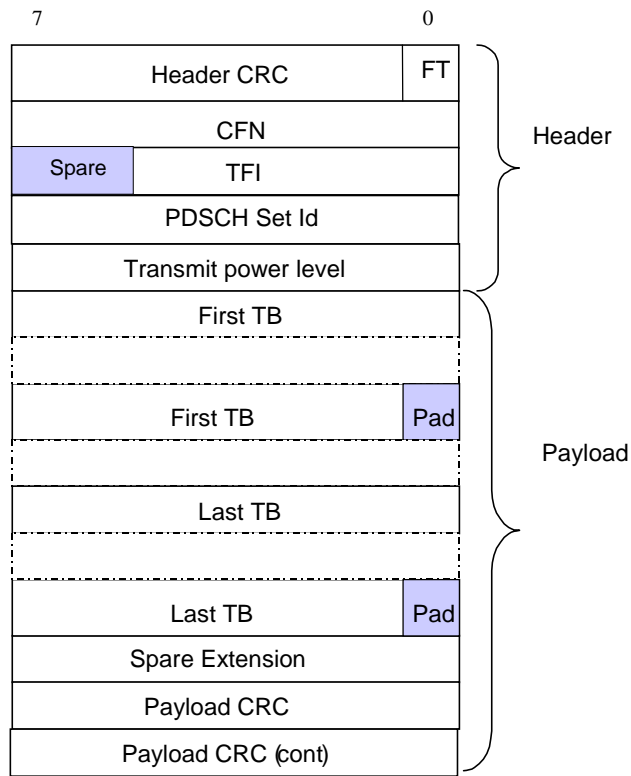 7 0
Header CRC FT
CFN
Header
Spare TFI
PDSCH Set Id
Transmit power level
First TB
First TB Pad
Payload
Last TB
Last TB Pad
Spare Extension
Payload CRC
Payload CRC (cont)